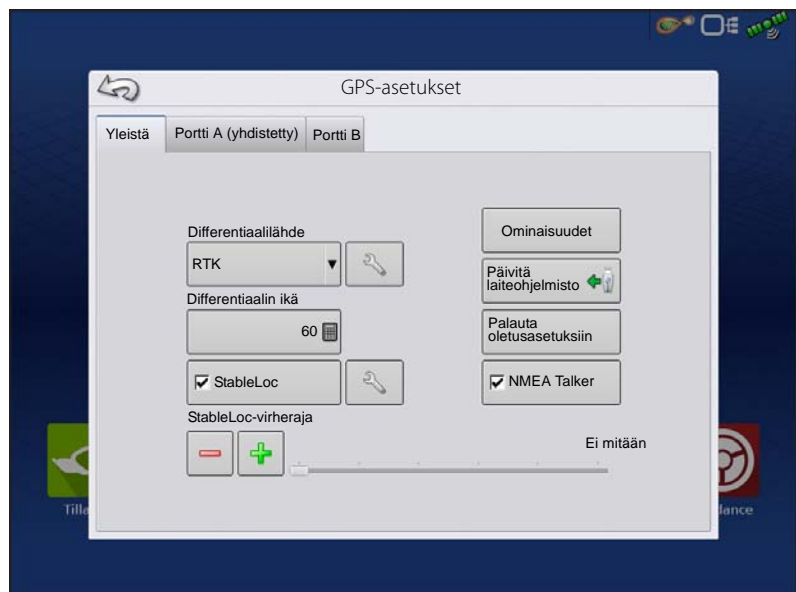 GPS-asetukset
Yleistä
Portti A (yhdistetty)
Portti B
Differentiaalilähde
RTK
Differentiaalin ikä
60
StableLoc
StableLoc-virheraja
Ominaisuudet
Päivitä
laiteohjelmisto
Palauta
oletusasetuksiin
NMEA Talker
Ei mitään